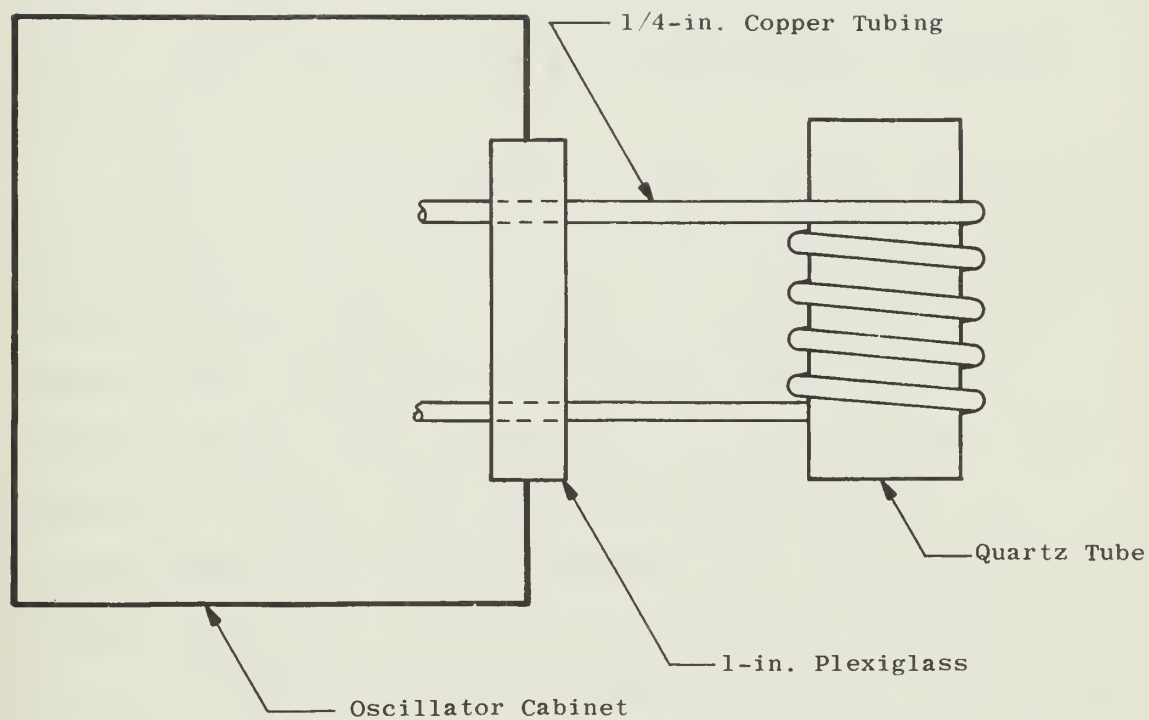 1/4-in. Copper Tubing
Quartz Tube
1-in. Plexiglass
Oscillator Cabinet